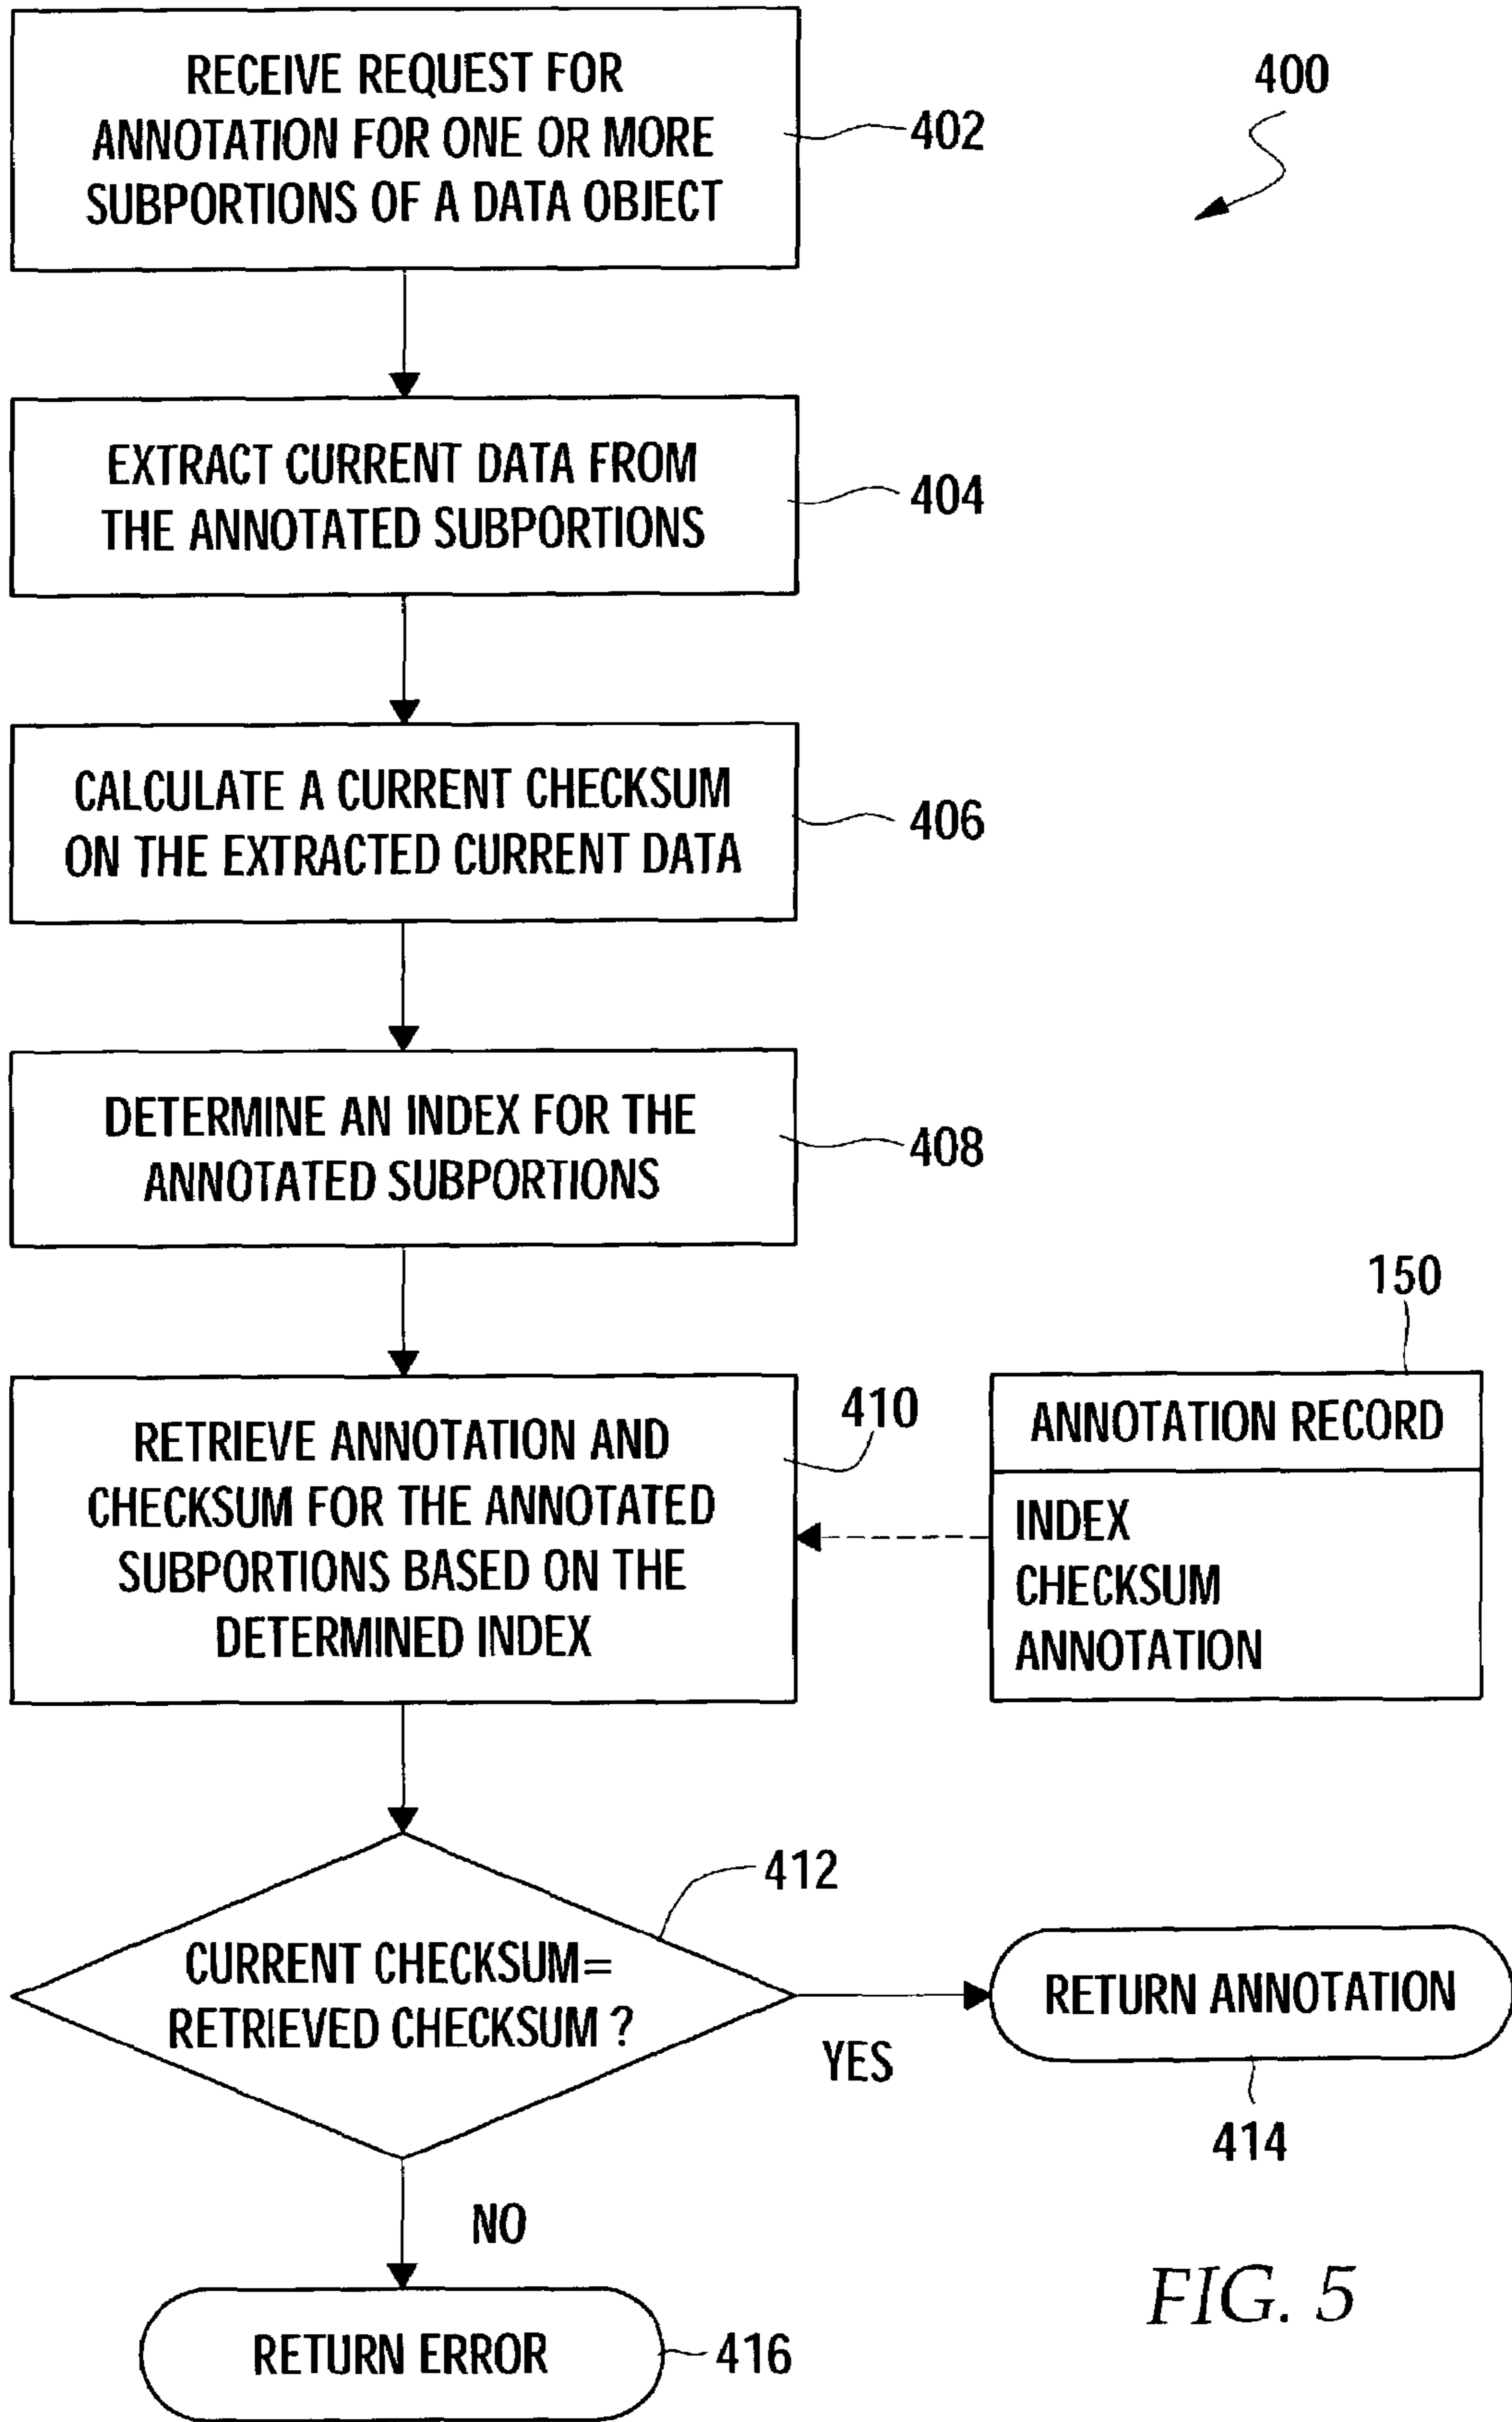 RECEIVE REQUEST FOR
ANNOTATION FOR ONE OR MORE
SUBPORTIONS OF A DATA OBJECT
402
400
EXTRACT CURRENT DATA FROM
THE ANNOTATED SUBPORTIONS
404
CALCULATE A CURRENT CHECKSUM
ON THE EXTRACTED CURRENT DATA
406
DETERMINE AN INDEX FOR THE
ANNOTATED SUBPORTIONS
408
RETRIEVE ANNOTATION AND
CHECKSUM FOR THE ANNOTATED
SUBPORTIONS BASED ON THE
DETERMINED INDEX
410
150
ANNOTATION RECORD
INDEX
CHECKSUM
ANNOTATION
CURRENT CHECKSUM=
RETRIEVED CHECKSUM ?
412
YES
RETURN ANNOTATION
414
NO
RETURN ERROR
416
FIG. 5